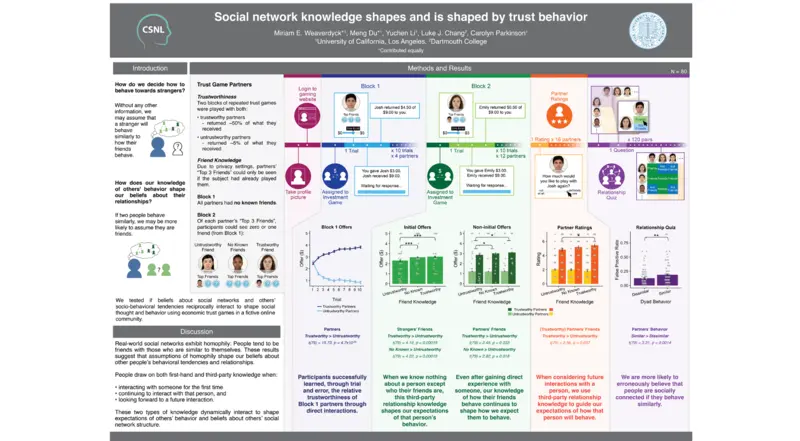 CSNL
Social network knowledge shapes and is shaped by trust behavior
Miriam E. Weaverdyck*¹, Meng Du*¹, Yuchen Li¹, Luke J. Chang², Carolyn Parkinson¹
¹University of California, Los Angeles, ²Dartmouth College
*Contributed equally
Introduction
How do we decide how to
behave towards strangers?
Without any other
information, we
may assume that
a stranger will
behave
similarly to
how their
friends
behave.
How does our knowledge
of others' behavior shape
our beliefs about their
relationships?
If two people behave
similarly, we may be more
likely to assume they are
friends.
We tested if beliefs about social networks and others'
socio-behavioral tendencies reciprocally interact to shape social
thought and behavior using economic trust games in a fictive online
community.
Discussion
Real-world social networks exhibit homophily. People tend to be
friends with those who are similar to themselves. These results
suggest that assumptions of homophily shape our beliefs about
other people's behavioral tendencies and relationships.
People draw on both first-hand and third-party knowledge when:
• interacting with someone for the first time
• continuing to interact with that person, and
• looking forward to a future interaction.
These two types of knowledge dynamically interact to shape
expectations of others' behavior and beliefs about others' social
network structure.
Methods and Results
N = 80
Trust Game Partners
Trustworthiness
Two blocks of repeated trust games
were played with both:
• trustworthy partners
- returned ~50% of what they
received
• untrustworthy partners
Friend Knowledge
Due to privacy settings, partners'
"Top 3 Friends" could only be seen
if the subject had already played
them.
Block 1
All partners had no known friends.
Block 2
Of each partner's "Top 3 Friends",
participants could see zero or one
friend (from Block 1):
Untrustworthy
Friend
No Known
Friends
Trustworthy
Friend
Top Friends
Top Friends
Top Friends
Login to
gaming
website
Take profile
picture
Block 1
Top Friends
Josh returned $4.50 of
$9.00 to you.
1 Trial
x 10 trials
x 4 partners
Assigned to
Investment
Game
You gave Josh $3.00.
Josh received $9.00.
Waiting for response...
Block 2
Top Friends
Emily returned $0.00 of
$9.00 to you.
1 Trial
x 10 trials
x 12 partners
Assigned to
Investment
Game
You gave Emily $3.00.
Emily received $9.00.
Waiting for response...
Partner
Ratings
1 Rating x 16 partners
How much would
you like to play with
Josh again?
x 120 pairs
1 Question
Relationship
Quiz
Block 1 Offers
Offer ($)
1 2 3 4 5 6 7 8 9 10
Trial
Trustworthy Partners
Untrustworthy Partners
Initial Offers
Offer ($)
Untrustworthy
No Known
Trustworthy
Friend Knowledge
Non-initial Offers
Offer ($)
Untrustworthy
No Known
Trustworthy
Friend Knowledge
Trustworthy Partners
Untrustworthy Partners
Partner Ratings
Rating
Untrustworthy
No Known
Trustworthy
Friend Knowledge
Relationship Quiz
False Positive Rate
Dissimilar
Similar
Dyad Behavior
Partners
Trustworthy > Untrustworthy
Strangers' Friends
Trustworthy > Untrustworthy
No Known > Untrustworthy
Partners' Friends
Trustworthy > Untrustworthy
No Known > Untrustworthy
(Trustworthy) Partners' Friends
Trustworthy > Untrustworthy
Partners' Behavior
Similar > Dissimilar
Participants successfully
learned, through trial
and error, the relative
trustworthiness of
Block 1 partners through
direct interactions.
When we know nothing
about a person except
who their friends are,
this third-party
relationship knowledge
shapes our expectations
of that person's
behavior.
Even after gaining direct
experience with
someone, our knowledge
of how their friends
behave continues to
shape how we expect
them to behave.
When considering future
interactions with a
person, we use
third-party relationship
knowledge to guide our
expectations of how that
person will behave.
We are more likely to
erroneously believe that
people are socially
connected if they behave
similarly.